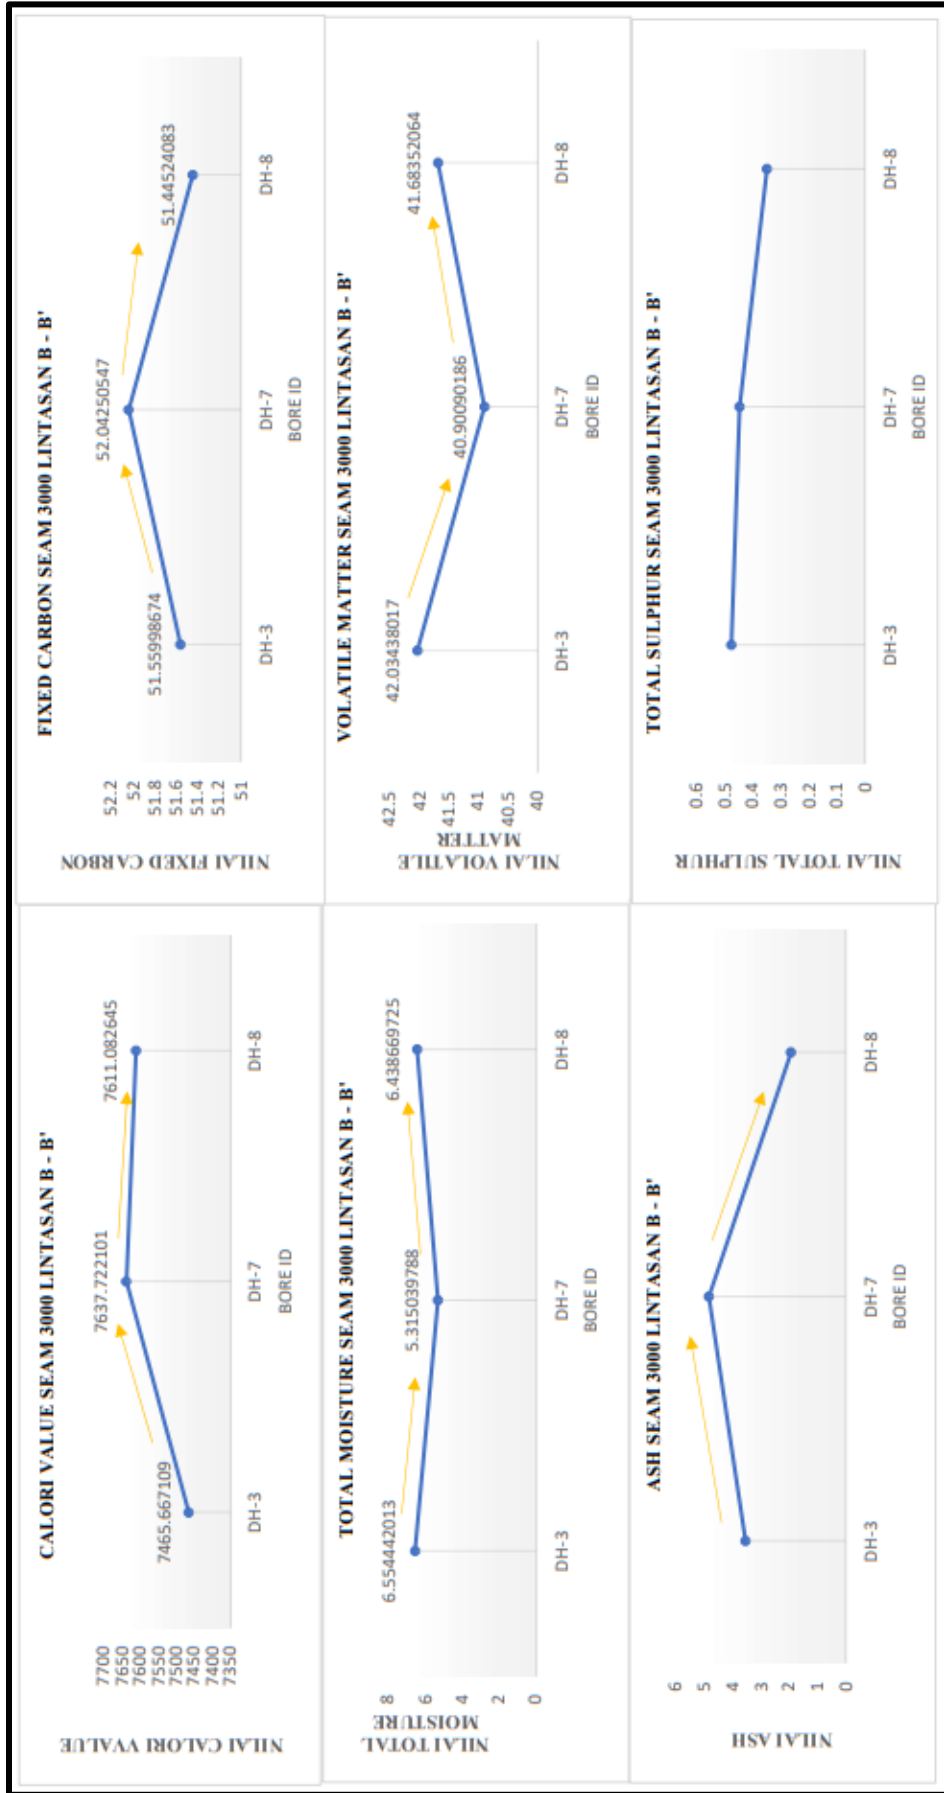 CALORI VALUE SEAM 3000 LINTASAN B - B'
NILAI CALORI VVALUE
7700
7650
7600
7550
7500
7450
7400
7350
7465.667109
7637.722101
7611.082645
DH-3
DH-7
DH-8
BORE ID
FIXED CARBON SEAM 3000 LINTASAN B - B'
NILAI FIXED CARBON
52.2
52
51.8
51.6
51.4
51.2
51
51.55998674
52.04250547
51.44524083
DH-3
DH-7
DH-8
BORE ID
TOTAL MOISTURE SEAM 3000 LINTASAN B - B'
NILAI TOTAL
MOISTURE
8
6
4
2
0
6.554442013
5.315039788
6.438669725
DH-3
DH-7
DH-8
BORE ID
VOLATILE MATTER SEAM 3000 LINTASAN B - B'
NILAI VOLATILE
MATTER
42.5
42
41.5
41
40.5
40
42.03438017
40.90090186
41.68352064
DH-3
DH-7
DH-8
BORE ID
ASH SEAM 3000 LINTASAN B - B'
NILAI ASH
6
5
4
3
2
1
0
DH-3
DH-7
DH-8
BORE ID
TOTAL SULPHUR SEAM 3000 LINTASAN B - B'
NILAI TOTAL SULPHUR
0.6
0.5
0.4
0.3
0.2
0.1
0
DH-3
DH-7
DH-8
BORE ID